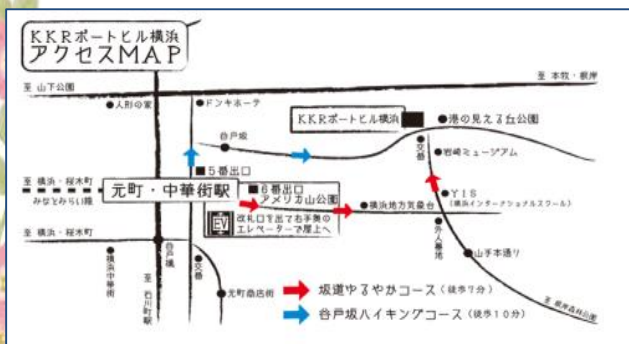 KKRポートヒル横浜
アクセスMAP
至 本牧・根岸
至 山下公園
●人形の家
●ドンキホーテ
KKRポートヒル横浜
●港の見える丘公園
谷戸坂
●交番
●岩崎ミュージアム
■5番出口
至 横浜・桜木町
みなとみらい線
元町・中華街駅
■6番出口
アメリカ山公園
EV
改札口を出て右手奥の
エレベーターで屋上へ
●横浜地方気象台
●YIS
(横浜インターナショナルスクール)
●外人墓地
至 横浜・桜木町
●横浜中華街
谷戸橋
至 石川町駅
●交番
●元町商店街
●山手本通り
至 根岸森林公園
坂道ゆるやかコース(徒歩7分)
谷戸坂ハイキングコース(徒歩10分)